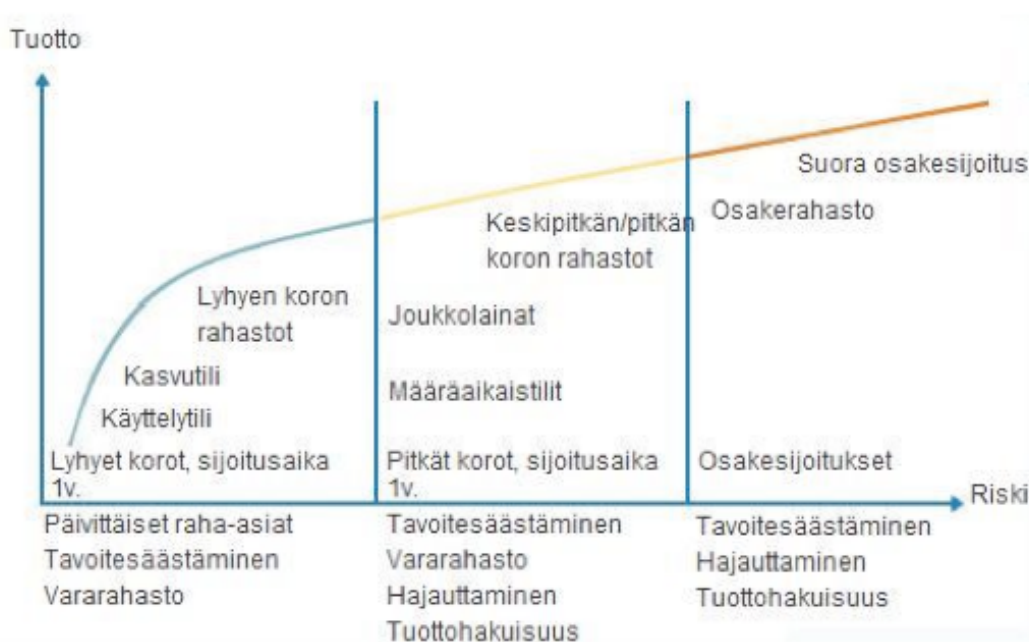 Tuotto
Suora osakesijoitus
Keskipitkän/pitkän
koron rahastot
Osakerahasto
Lyhyen koron
rahastot
Joukkolainat
Kasvutili
Määräaikaistilit
Käyttelytili
Lyhyet korot, sijoitusaika
1v.
Pitkät korot, sijoitusaika
1v.
Osakesijoitukset
Riski
Päivittäiset raha-asiat
Tavoitesäästäminen
Vararahasto
Tavoitesäästäminen
Vararahasto
Hajauttaminen
Tuottohakuisuus
Tavoitesäästäminen
Hajauttaminen
Tuottohakuisuus